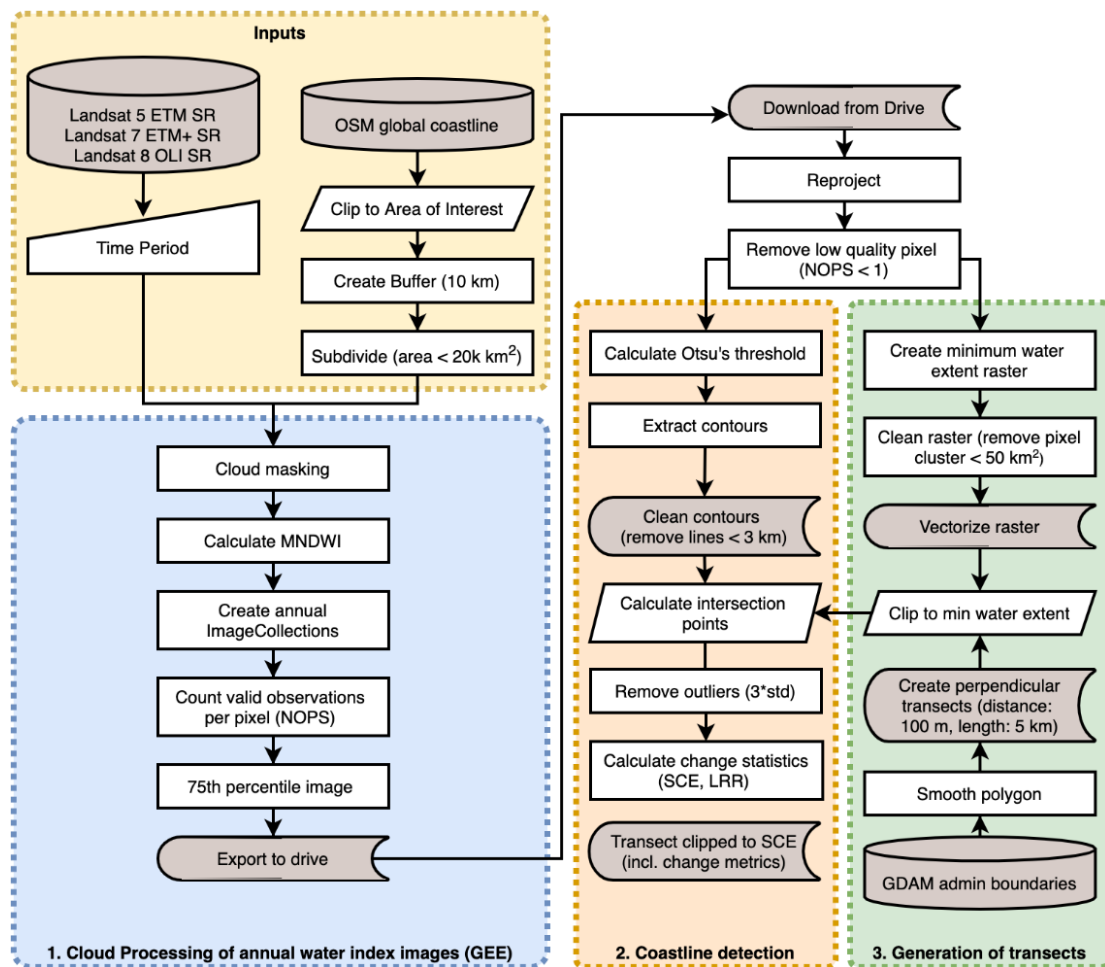 Inputs
Landsat 5 ETM SR
Landsat 7 ETM+ SR
Landsat 8 OLI SR
Time Period
OSM global coastline
Clip to Area of Interest
Create Buffer (10 km)
Subdivide (area < 20k km²)
Cloud masking
Calculate MNDWI
Create annual
ImageCollections
Count valid observations
per pixel (NOPS)
75th percentile image
Export to drive
1. Cloud Processing of annual water index images (GEE)
Download from Drive
Reproject
Remove low quality pixel
(NOPS < 1)
Calculate Otsu's threshold
Extract contours
Clean contours
(remove lines < 3 km)
Calculate intersection
points
Remove outliers (3*std)
Calculate change statistics
(SCE, LRR)
Transect clipped to SCE
(incl. change metrics)
2. Coastline detection
Create minimum water
extent raster
Clean raster (remove pixel
cluster < 50 km²)
Vectorize raster
Clip to min water extent
Create perpendicular
transects (distance:
100 m, length: 5 km)
Smooth polygon
GDAM admin boundaries
3. Generation of transects